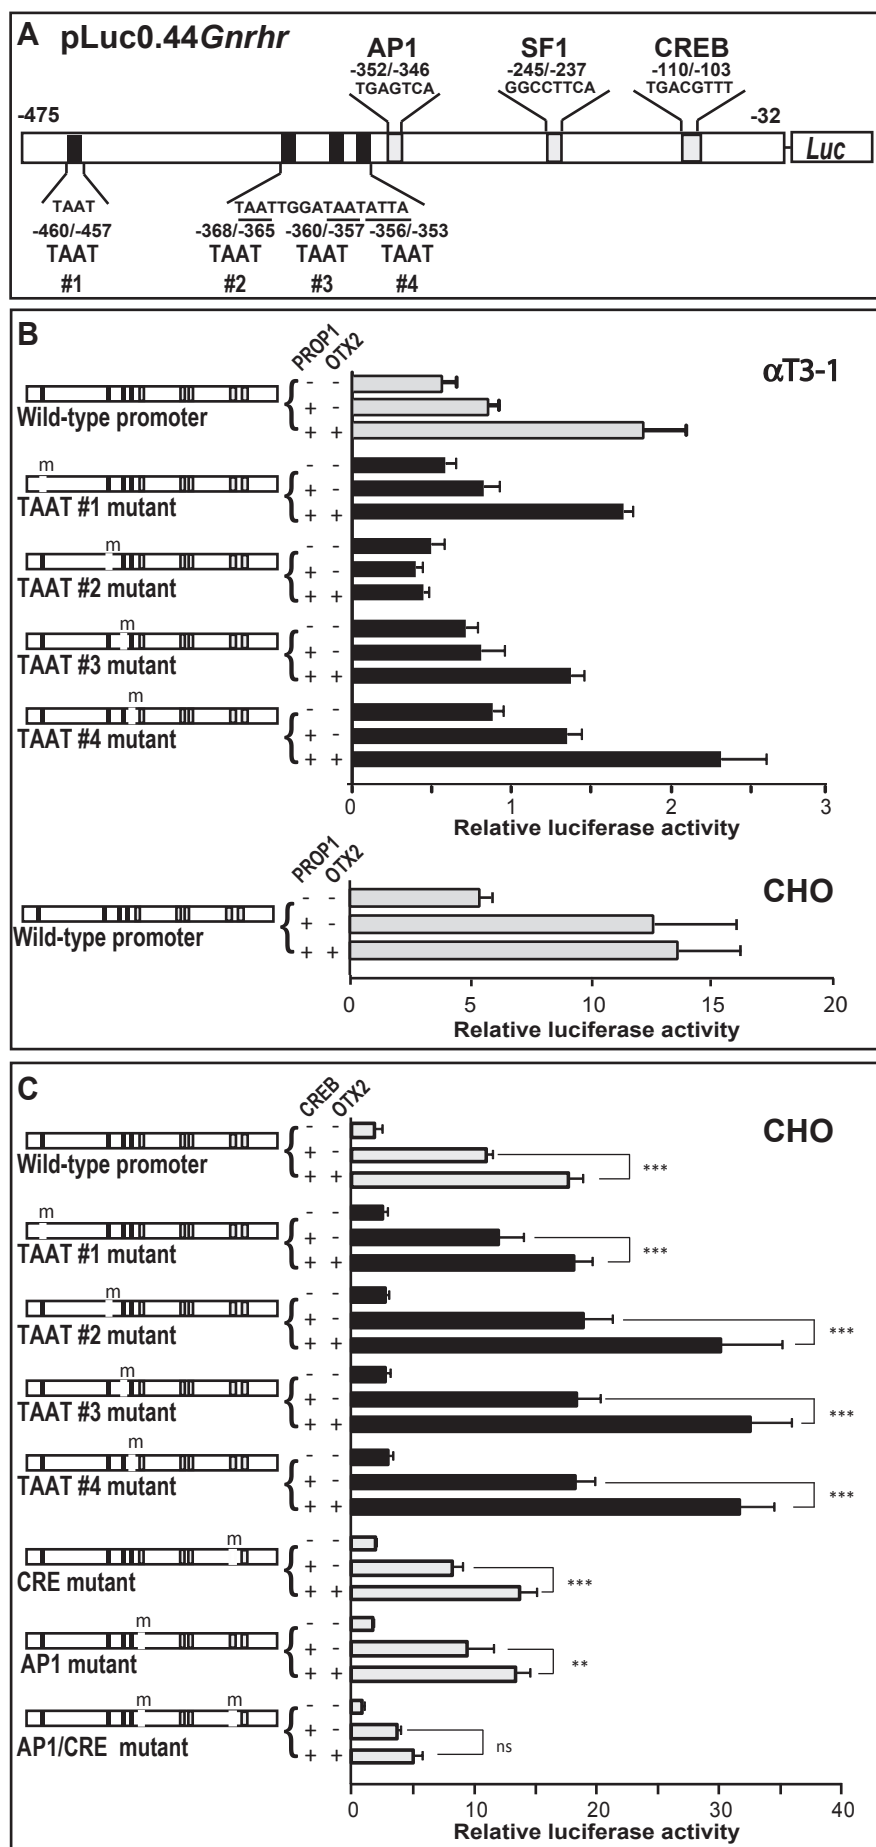 A pLuc0.44Gnrhr
AP1 SF1 CREB
-352/-346 -245/-237 -110/-103
TGAGTCA GGCCTTCA TGACGTTT
-475 -32
Luc
TAAT TAATTGGATAATATTA
-460/-457 -368/-365 -360/-357 -356/-353
TAAT TAAT TAAT TAAT
#1 #2 #3 #4
B
PROP1 OTX2
αT3-1
- -
Wild-type promoter { + -
+ +
m
- -
TAAT #1 mutant { + -
+ +
m
- -
TAAT #2 mutant { + -
+ +
m
- -
TAAT #3 mutant { + -
+ +
m
- -
TAAT #4 mutant { + -
+ +
0 1 2 3
Relative luciferase activity
PROP1 OTX2
CHO
- -
Wild-type promoter { + -
+ +
0 5 10 15 20
Relative luciferase activity
C
CREB OTX2
CHO
- -
Wild-type promoter { + -
+ + ***
m
- -
TAAT #1 mutant { + -
+ + ***
m
- -
TAAT #2 mutant { + -
+ + ***
m
- -
TAAT #3 mutant { + -
+ + ***
m
- -
TAAT #4 mutant { + -
+ + ***
m
- -
CRE mutant { + -
+ + ***
m
- -
AP1 mutant { + -
+ + **
m m
- -
AP1/CRE mutant { + -
+ + ns
0 10 20 30 40
Relative luciferase activity